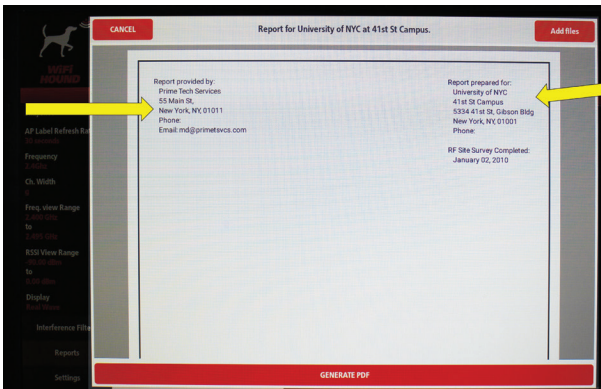 CANCEL
Report for University of NYC at 41st St Campus.
Add files
WIFI
HOUND
Report provided by:
Prime Tech Services
55 Main St,
New York, NY, 01011
Phone:
Email: md@primetsvcs.com
Report prepared for:
University of NYC
41st St Campus
5334 41st St, Gibson Bldg
New York, NY, 01001
Phone:
RF Site Survey Completed:
January 02, 2010
AP Label Refresh
Frequency
Ch. Width
Freq. view Range
to
RSSI View Range
to
Display
Interference
Reports
Settings
GENERATE PDF